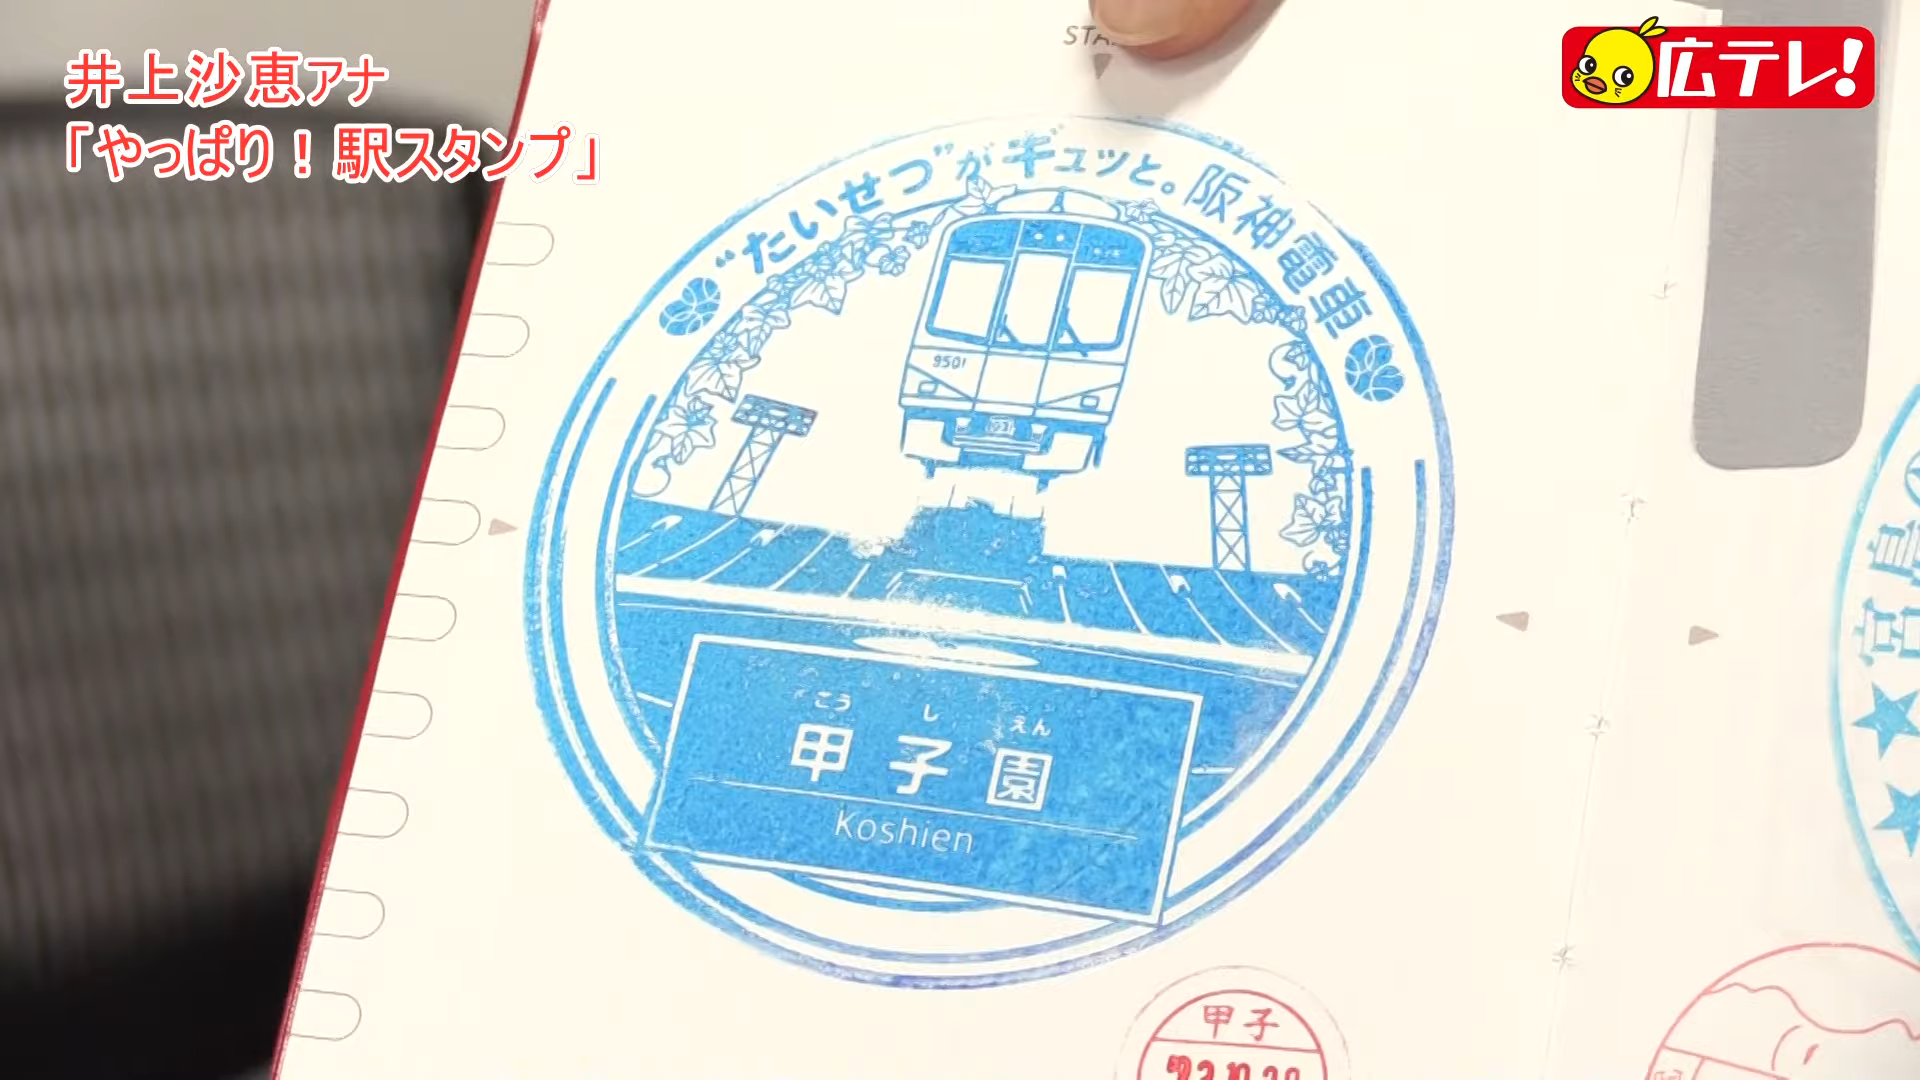 井上沙恵アナ
「やっぱり！駅スタンプ」
広テレ!
“たいせつ”がギュッと。阪神電車
9501
こう し えん
甲子園
Koshien
甲子
宮島